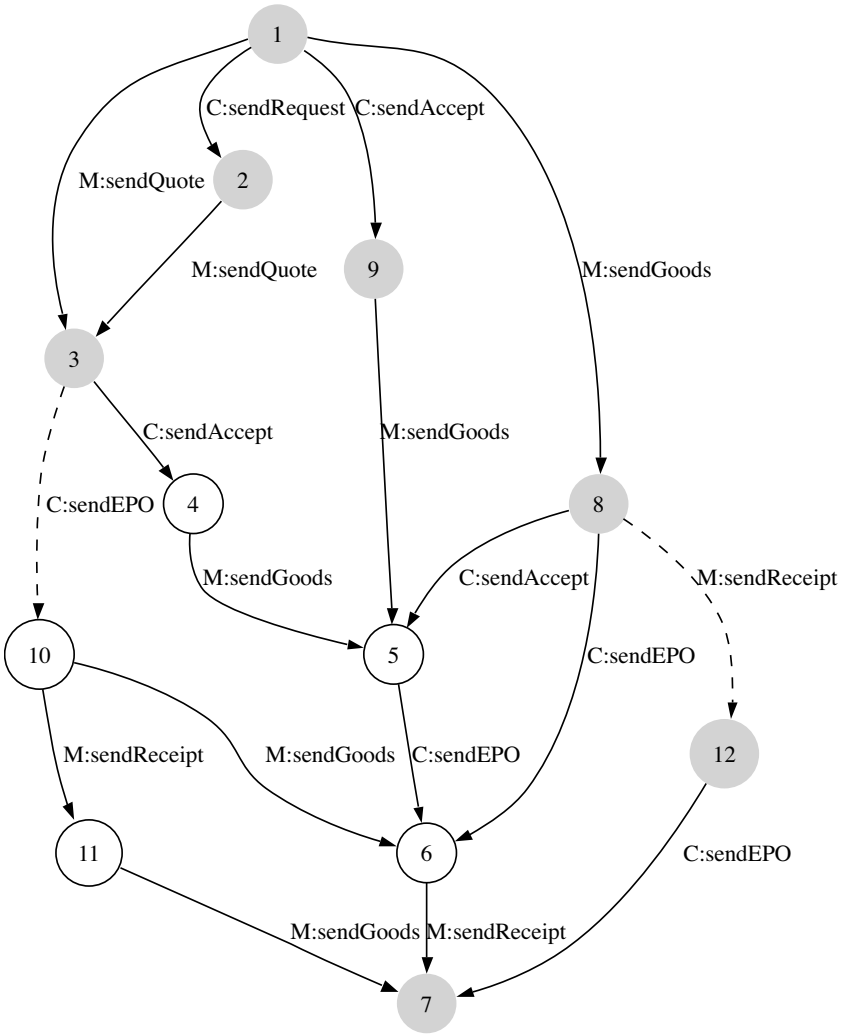 1
C:sendRequest
C:sendAccept
M:sendQuote
2
M:sendQuote
9
M:sendGoods
3
C:sendAccept
M:sendGoods
C:sendEPO
4
8
M:sendGoods
C:sendAccept
M:sendReceipt
10
5
C:sendEPO
M:sendReceipt
M:sendGoods
C:sendEPO
12
11
6
C:sendEPO
M:sendGoods
M:sendReceipt
7